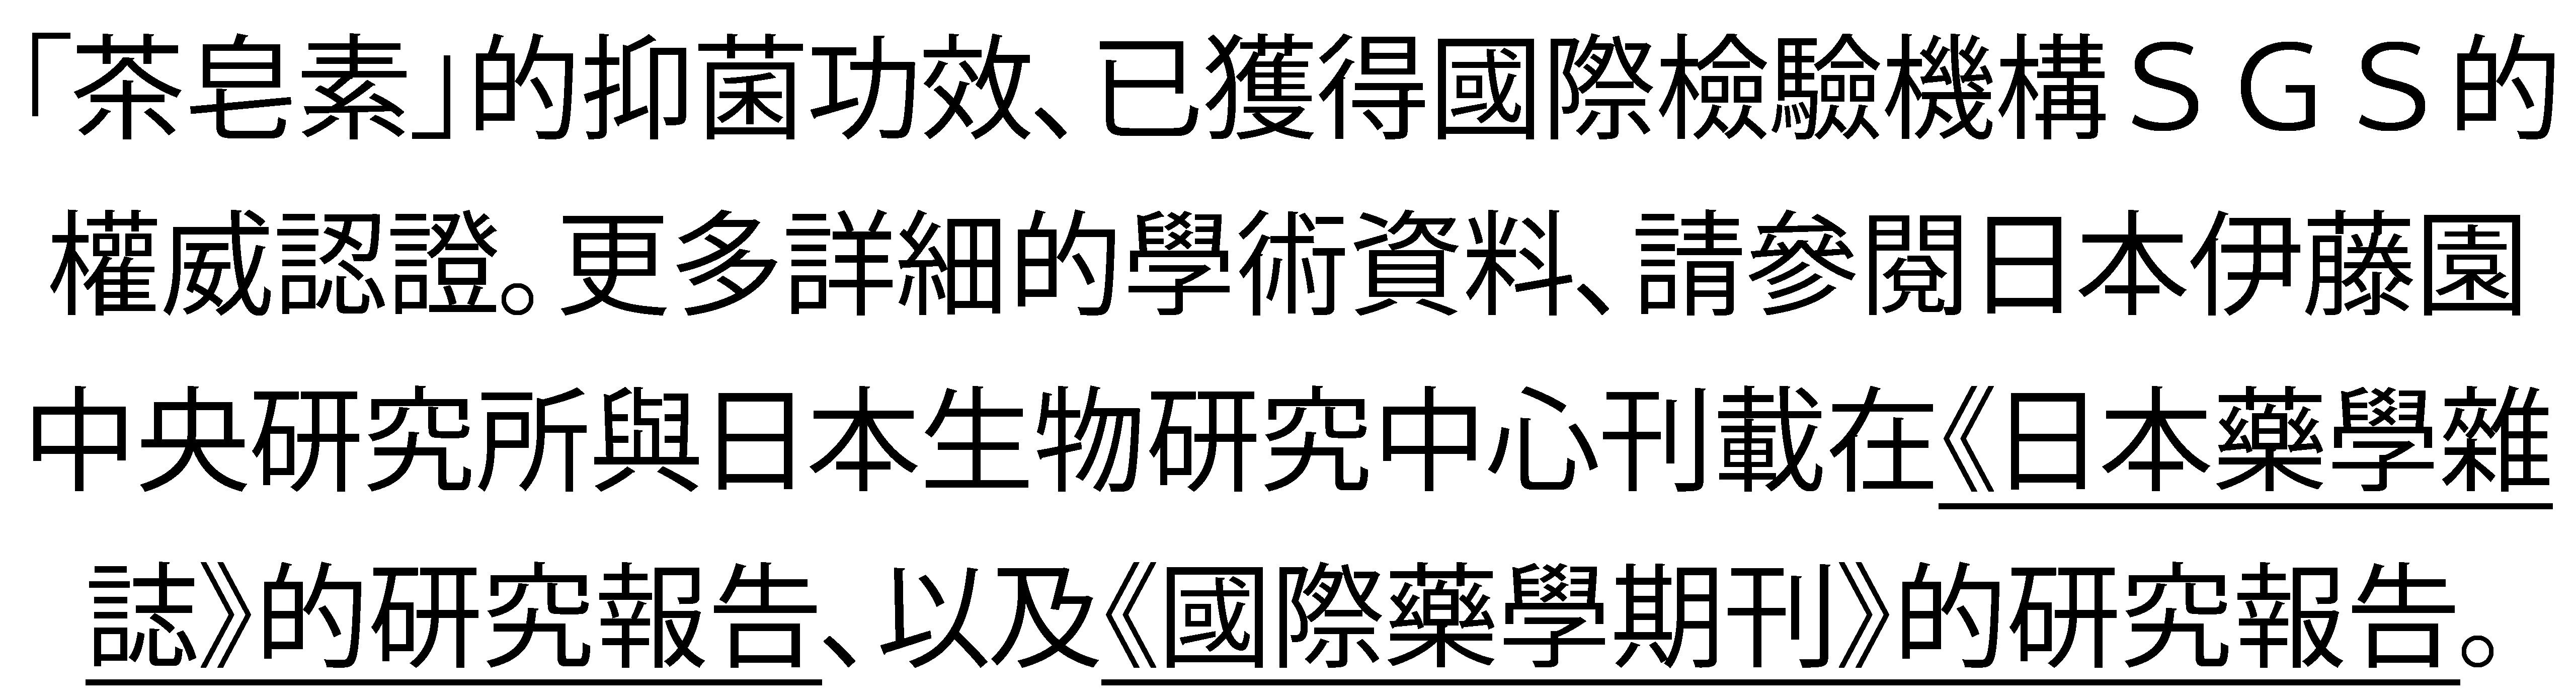 「茶皂素」的抑菌功效、已獲得國際檢驗機構ＳＧＳ的
權威認證。更多詳細的學術資料、請參閱日本伊藤園
中央研究所與日本生物研究中心刊載在《日本藥學雜
誌》的研究報告、以及《國際藥學期刊》的研究報告。